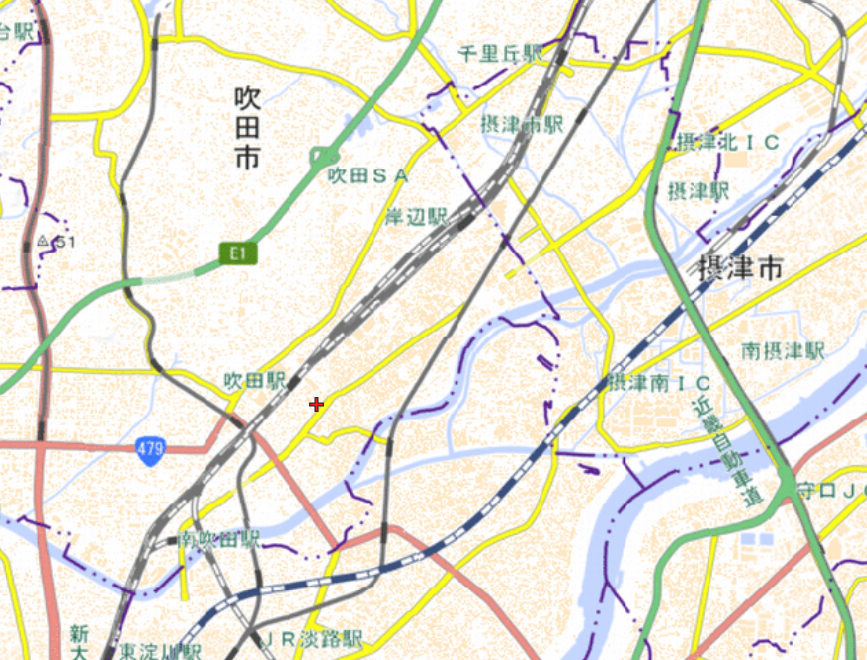 台駅
千里丘駅
吹田市
摂津市駅
摂津北IC
吹田SA
摂津駅
岸辺駅
51
E1
摂津市
南摂津駅
吹田駅
摂津南IC
近畿自動車道
479
守口J
南吹田駅
新大
東淀川駅
JR淡路駅